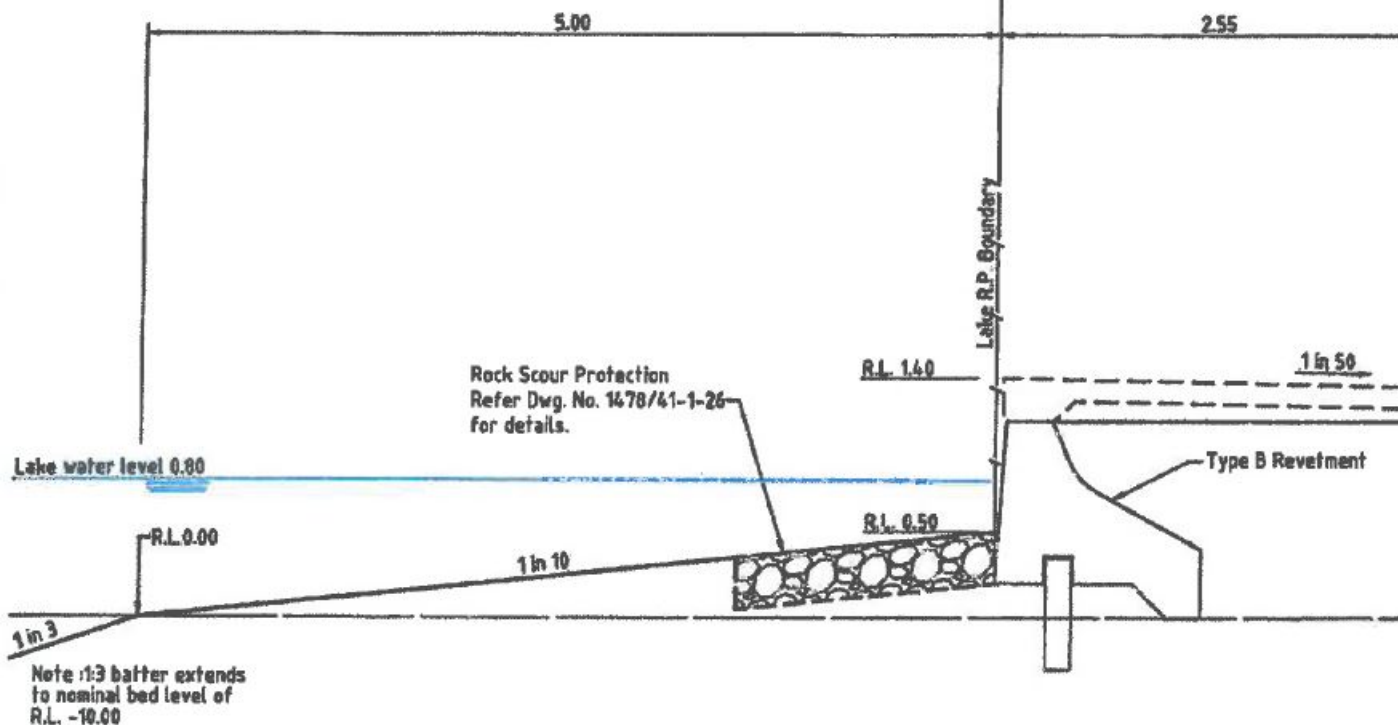 5.00
2.55
Lake R.P. Boundary
Rock Scour Protection
Refer Dwg. No. 1478/41-1-26
for details.
R.L. 1.40
1 in 50
Lake water level 0.80
Type B Revetment
R.L. 0.50
R.L.0.00
1 in 10
1 in 3
Note :1:3 batter extends
to nominal bed level of
R.L. -10.00